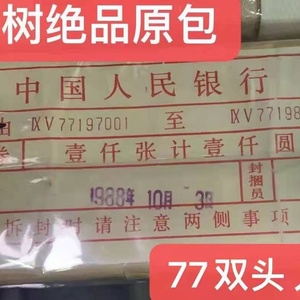 树绝品原包
中国人民银行
ⅨV77197001 至 ⅨV77198
券 壹仟张计壹仟圆
封捆员
1988年 10月 3日
拆封时请注意两侧事项
77双头